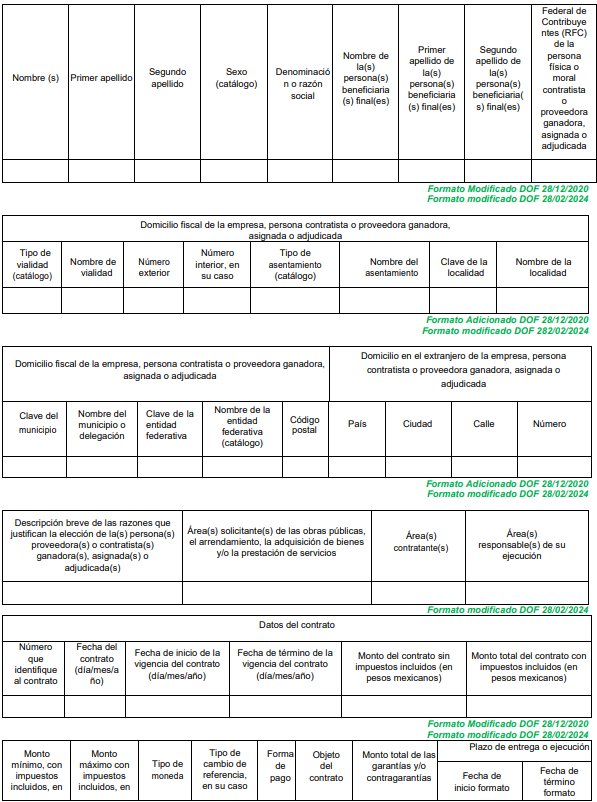 Nombre (s)
Primer apellido
Segundo
apellido
Sexo
(catálogo)
Denominació
n o razón
social
Nombre de
la(s)
persona(s)
beneficiaria
(s) final(es)
Primer
apellido de
la(s)
persona(s)
beneficiaria
(s) final(es)
Segundo
apellido de
la(s)
persona(s)
beneficiaria(
s) final(es)
Federal de
Contribuye
ntes (RFC)
de la
persona
física o
moral
contratista
o
proveedora
ganadora,
asignada o
adjudicada
Formato Modificado DOF 28/12/2020
Formato Modificado DOF 28/02/2024
Domicilio fiscal de la empresa, persona contratista o proveedora ganadora,
asignada o adjudicada
Tipo de
vialidad
(catálogo)
Nombre de
vialidad
Número
exterior
Número
interior, en
su caso
Tipo de
asentamiento
(catálogo)
Nombre del
asentamiento
Clave de la
localidad
Nombre de la
localidad
Formato Adicionado DOF 28/12/2020
Formato modificado DOF 282/02/2024
Domicilio fiscal de la empresa, persona contratista o proveedora ganadora,
asignada o adjudicada
Domicilio en el extranjero de la empresa, persona
contratista o proveedora ganadora, asignada o
adjudicada
Clave del
municipio
Nombre del
municipio o
delegación
Clave de la
entidad
federativa
Nombre de la
entidad
federativa
(catálogo)
Código
postal
País
Ciudad
Calle
Número
Formato Adicionado DOF 28/12/2020
Formato modificado DOF 28/02/2024
Descripción breve de las razones que
justifican la elección de la(s) persona(s)
proveedora(s) o contratista(s)
ganadora(s), asignada(s) o
adjudicada(s)
Área(s) solicitante(s) de las obras públicas,
el arrendamiento, la adquisición de bienes
y/o la prestación de servicios
Área(s)
contratante(s)
Área(s)
responsable(s) de su
ejecución
Formato modificado DOF 28/02/2024
Datos del contrato
Número
que
identifique
al contrato
Fecha del
contrato
(día/mes/a
ño)
Fecha de inicio de la
vigencia del contrato
(día/mes/año)
Fecha de término de la
vigencia del contrato
(día/mes/año)
Monto del contrato sin
impuestos incluidos (en
pesos mexicanos)
Monto total del contrato con
impuestos incluidos (en
pesos mexicanos)
Formato Modificado DOF 28/12/2020
Formato modificado DOF 28/02/2024
Monto
mínimo, con
impuestos
incluidos, en
Monto
máximo con
impuestos
incluidos, en
Tipo de
moneda
Tipo de
cambio de
referencia,
en su caso
Forma
de
pago
Objeto
del
contrato
Monto total de las
garantías y/o
contragarantías
Plazo de entrega o ejecución
Fecha de
inicio formato
Fecha de
término
formato